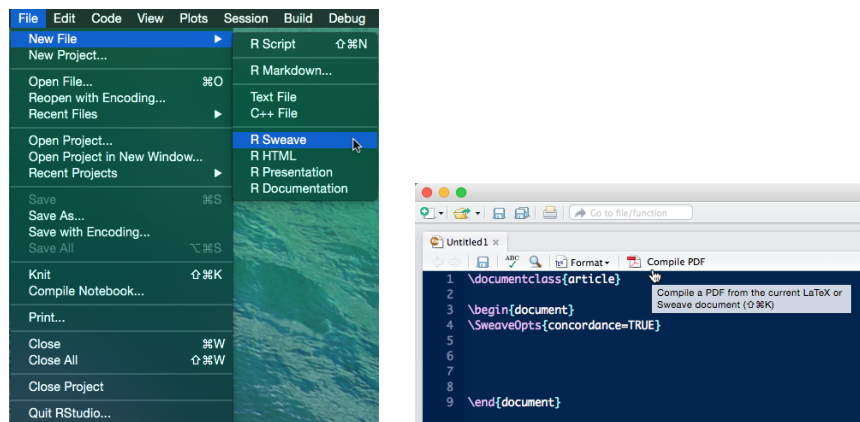 File Edit Code View Plots Session Build Debug
New File ▶
New Project...
Open File... ⌘O
Reopen with Encoding...
Recent Files ▶
Open Project...
Open Project in New Window...
Recent Projects ▶
Save ⌘S
Save As...
Save with Encoding...
Save All ⌥⌘S
Knit ⇧⌘K
Compile Notebook...
Print...
Close ⌘W
Close All ⇧⌘W
Close Project
Quit RStudio...
R Script ⇧⌘N
R Markdown...
Text File
C++ File
R Sweave
R HTML
R Presentation
R Documentation
Go to file/function
Untitled1 ×
ABC Format Compile PDF
1 \documentclass{article}
2
3 \begin{document}
4 \SweaveOpts{concordance=TRUE}
5
6
7
8
9 \end{document}
Compile a PDF from the current LaTeX or
Sweave document (⇧⌘K)